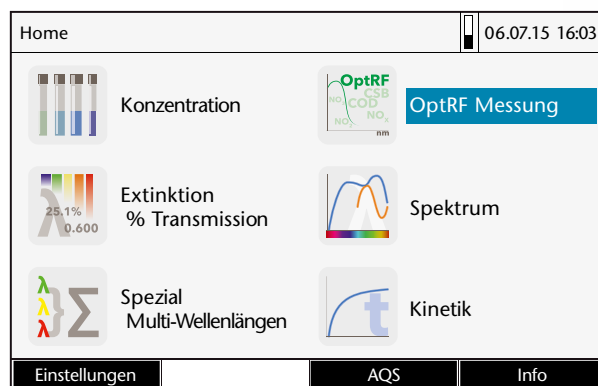 Home 06.07.15 16:03
Konzentration
OptRF
CSB
NO₃ COD
NO₂ NOₓ
nm
OptRF Messung
25.1%
0.600
Extinktion
% Transmission
Spektrum
λ
λ } Σ
λ
Spezial
Multi-Wellenlängen
t
Kinetik
Einstellungen AQS Info